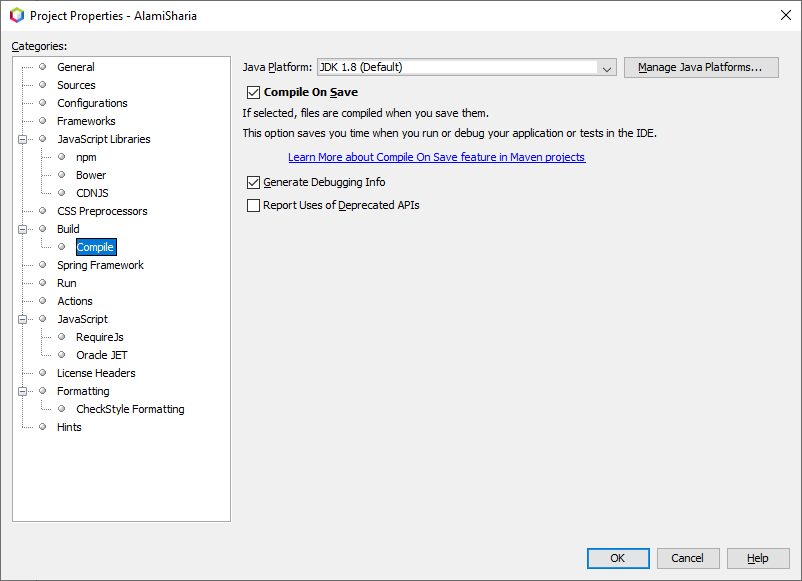 Project Properties - AlamiSharia
Categories:
General
Sources
Configurations
Frameworks
JavaScript Libraries
npm
Bower
CDNJS
CSS Preprocessors
Build
Compile
Spring Framework
Run
Actions
JavaScript
RequireJs
Oracle JET
License Headers
Formatting
CheckStyle Formatting
Hints
Java Platform: JDK 1.8 (Default) Manage Java Platforms...
Compile On Save
If selected, files are compiled when you save them.
This option saves you time when you run or debug your application or tests in the IDE.
Learn More about Compile On Save feature in Maven projects
Generate Debugging Info
Report Uses of Deprecated APIs
OK Cancel Help